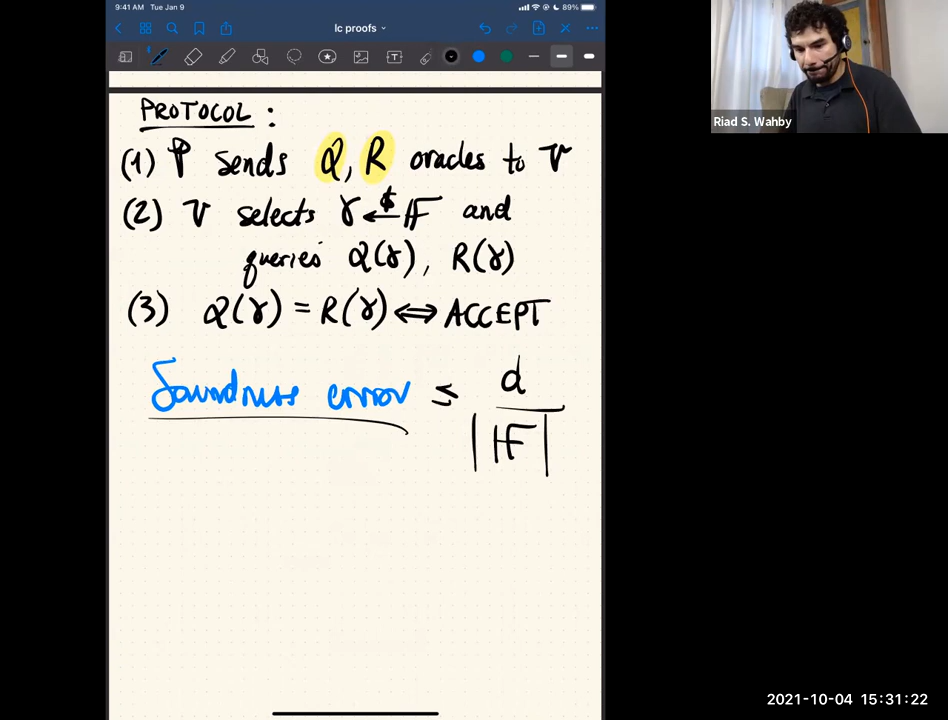 9:41 AM Tue Jan 9
89%
lc proofs
PROTOCOL:
(1) P sends Q, R oracles to V
(2) V selects γ ←$ 𝔽 and
queries Q(γ), R(γ)
(3) Q(γ) = R(γ) ⟺ ACCEPT
Soundness error ≤ d / |𝔽|
Riad S. Wahby
2021-10-04 15:31:22